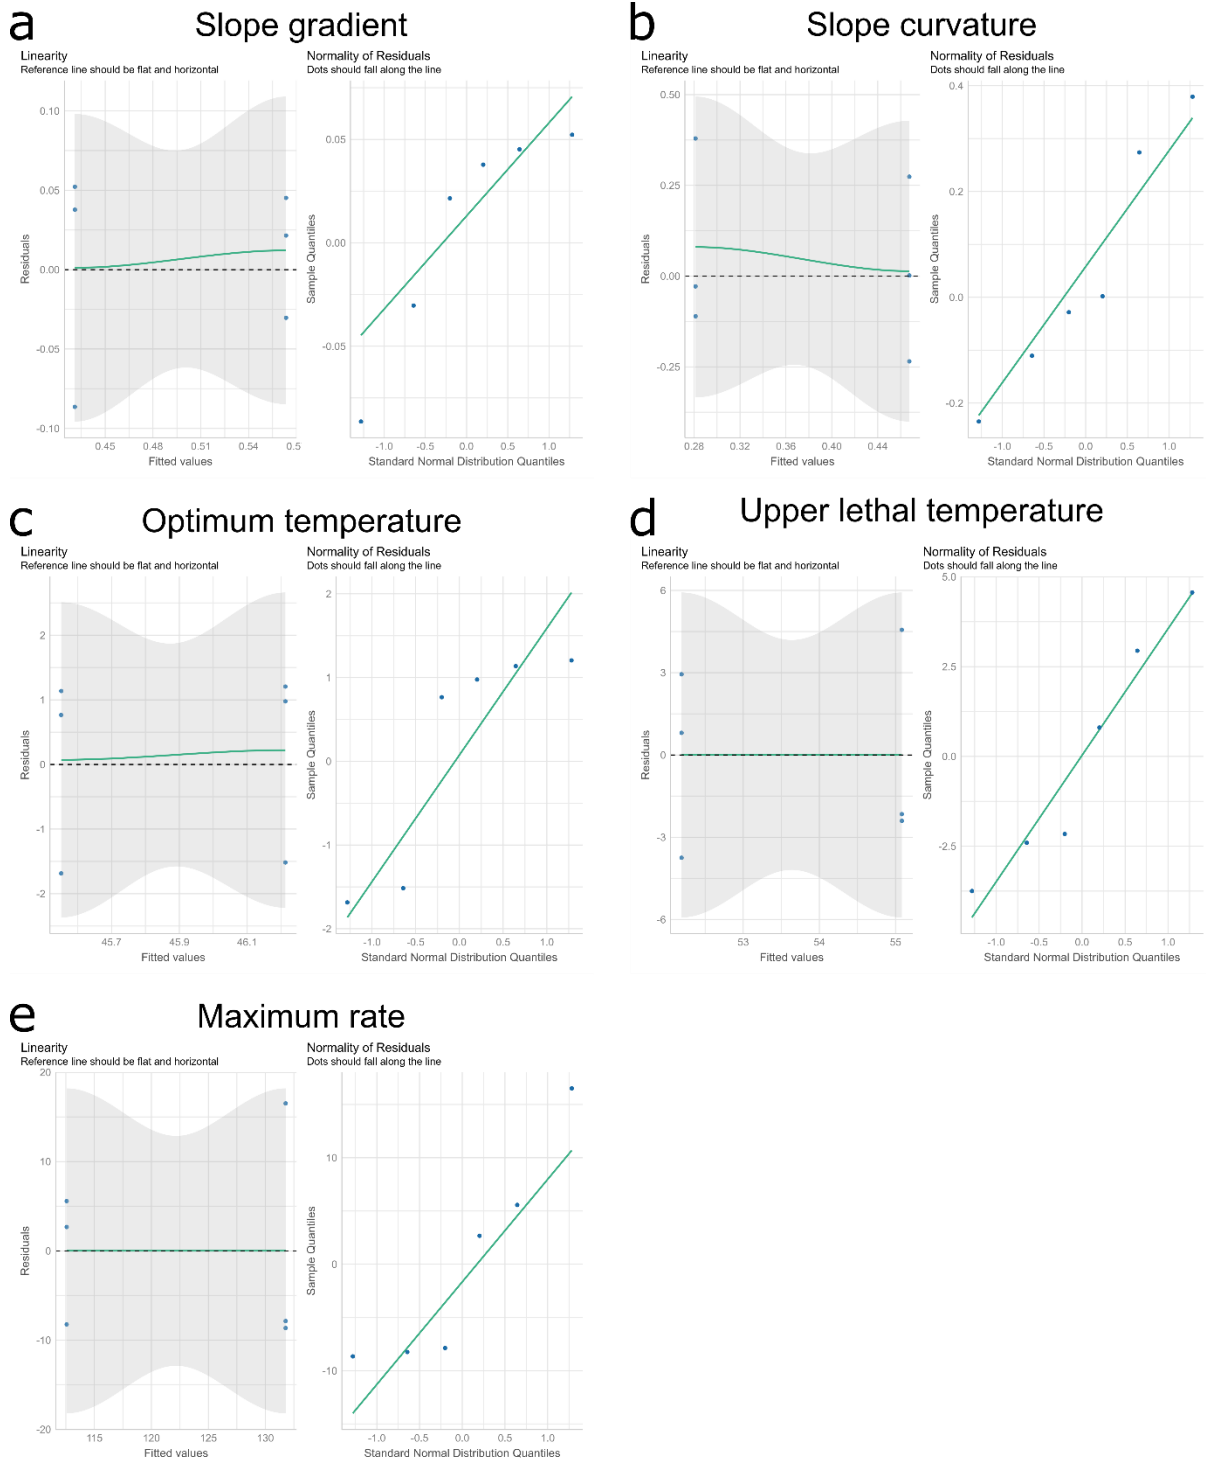 a Slope gradient
Linearity
Reference line should be flat and horizontal
0.10
0.05
0.00
-0.05
-0.10
Residuals
0.45 0.48 0.51 0.54 0.5
Fitted values
Normality of Residuals
Dots should fall along the line
0.05
0.00
-0.05
Sample Quantiles
-1.0 -0.5 0.0 0.5 1.0
Standard Normal Distribution Quantiles
b Slope curvature
Linearity
Reference line should be flat and horizontal
0.50
0.25
0.00
-0.25
Residuals
0.28 0.32 0.36 0.40 0.44
Fitted values
Normality of Residuals
Dots should fall along the line
0.4
0.2
0.0
-0.2
Sample Quantiles
-1.0 -0.5 0.0 0.5 1.0
Standard Normal Distribution Quantiles
c Optimum temperature
Linearity
Reference line should be flat and horizontal
2
1
0
-1
-2
Residuals
45.7 45.9 46.1
Fitted values
Normality of Residuals
Dots should fall along the line
2
1
0
-1
-2
Sample Quantiles
-1.0 -0.5 0.0 0.5 1.0
Standard Normal Distribution Quantiles
d Upper lethal temperature
Linearity
Reference line should be flat and horizontal
6
3
0
-3
-6
Residuals
53 54 55
Fitted values
Normality of Residuals
Dots should fall along the line
5.0
2.5
0.0
-2.5
Sample Quantiles
-1.0 -0.5 0.0 0.5 1.0
Standard Normal Distribution Quantiles
e Maximum rate
Linearity
Reference line should be flat and horizontal
20
10
0
-10
-20
Residuals
115 120 125 130
Fitted values
Normality of Residuals
Dots should fall along the line
10
0
-10
Sample Quantiles
-1.0 -0.5 0.0 0.5 1.0
Standard Normal Distribution Quantiles